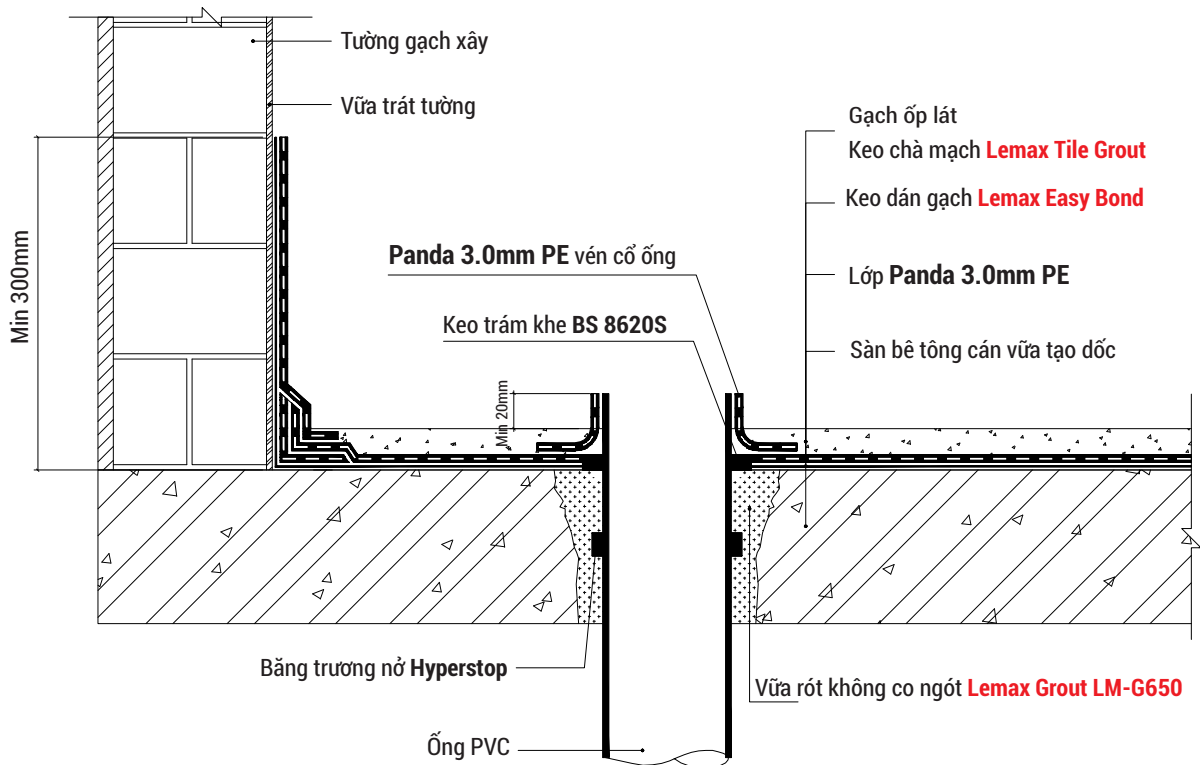 Tường gạch xây
Vữa trát tường
Gạch ốp lát
Keo chà mạch Lemax Tile Grout
Keo dán gạch Lemax Easy Bond
Panda 3.0mm PE vén cổ ống
Lớp Panda 3.0mm PE
Min 300mm
Keo trám khe BS 8620S
Sàn bê tông cán vữa tạo dốc
Min 20mm
Băng trương nở Hyperstop
Vữa rót không co ngót Lemax Grout LM-G650
Ống PVC